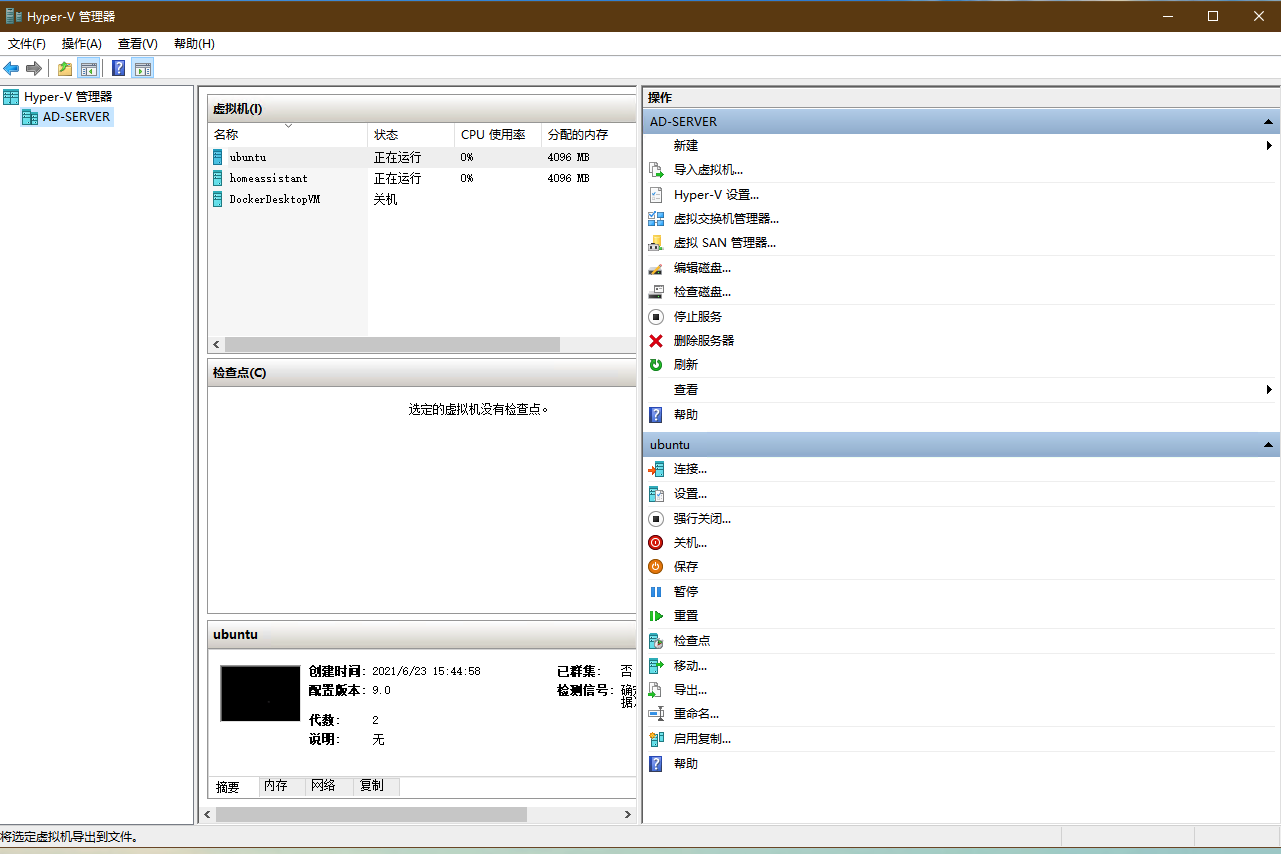 Hyper-V 管理器
文件(F) 操作(A) 查看(V) 帮助(H)
Hyper-V 管理器
AD-SERVER
虚拟机(I)
名称 状态 CPU 使用率 分配的内存
ubuntu 正在运行 0% 4096 MB
homeassistant 正在运行 0% 4096 MB
DockerDesktopVM 关机
检查点(C)
选定的虚拟机没有检查点。
ubuntu
创建时间: 2021/6/23 15:44:58 已群集: 否
配置版本: 9.0 检测信号: 确
据
代数: 2
说明: 无
摘要 内存 网络 复制
操作
AD-SERVER
新建
导入虚拟机...
Hyper-V 设置...
虚拟交换机管理器...
虚拟 SAN 管理器...
编辑磁盘...
检查磁盘...
停止服务
删除服务器
刷新
查看
帮助
ubuntu
连接...
设置...
强行关闭...
关机...
保存
暂停
重置
检查点
移动...
导出...
重命名...
启用复制...
帮助
将选定虚拟机导出到文件。